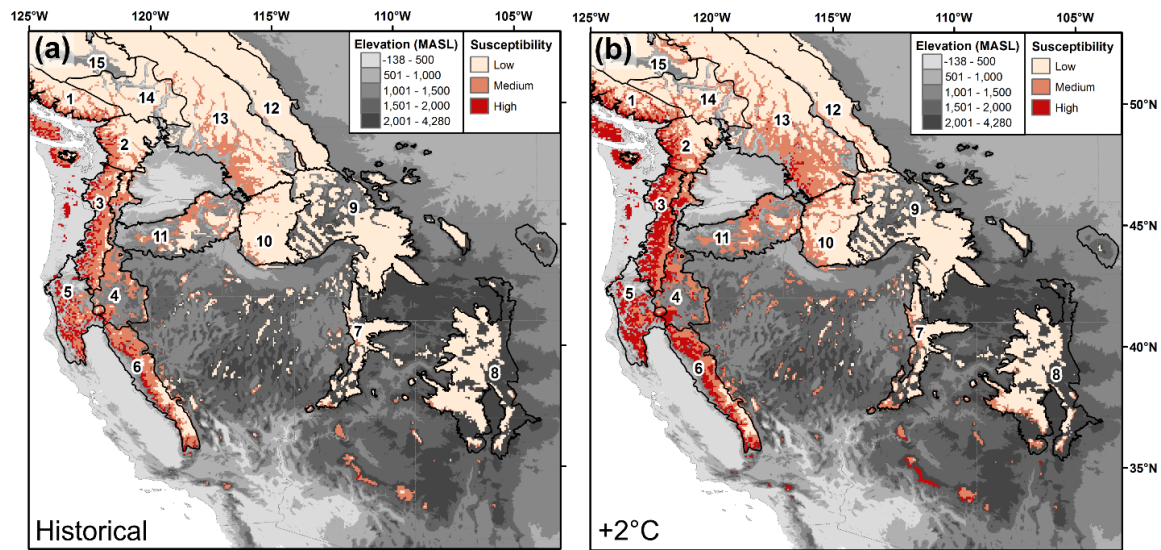 125°W 120°W 115°W 110°W 105°W
(a)
Elevation (MASL)
-138 - 500
501 - 1,000
1,001 - 1,500
1,501 - 2,000
2,001 - 4,280
Susceptibility
Low
Medium
High
15
14
1
12
13
2
3
9
11
10
5
4
7
6
8
Historical
125°W 120°W 115°W 110°W 105°W
(b)
Elevation (MASL)
-138 - 500
501 - 1,000
1,001 - 1,500
1,501 - 2,000
2,001 - 4,280
Susceptibility
Low
Medium
High
15
14
1
12
13
2
3
9
11
10
5
4
7
6
8
+2°C
50°N
45°N
40°N
35°N